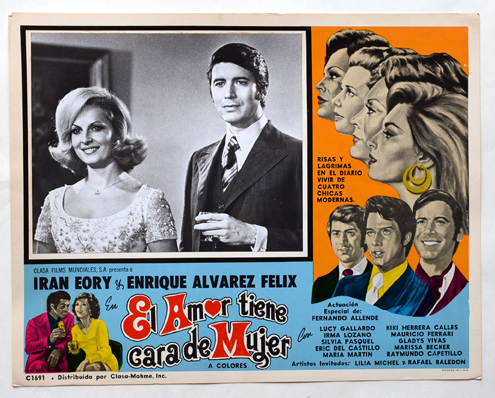 RISAS Y
LAGRIMAS
EN EL DIARIO
VIVIR DE
CUATRO
CHICAS
MODERNAS.
CLASA FILMS MUNDIALES, S.A. presenta a
IRAN EORY y ENRIQUE ALVAREZ FELIX
En
El Amor tiene
cara de Mujer
A COLORES
Actuación
Especial de:
FERNANDO ALLENDE
Con
LUCY GALLARDO
IRMA LOZANO
SILVIA PASQUEL
ERIC DEL CASTILLO
MARIA MARTIN
KIKI HERRERA CALLES
MAURICIO FERRARI
GLADYS VIVAS
MARISSA BECKER
RAYMUNDO CAPETILLO
Artistas Invitados: LILIA MICHEL y RAFAEL BALEDON
C1691 • Distribuida por Clasa-Mohme, Inc.